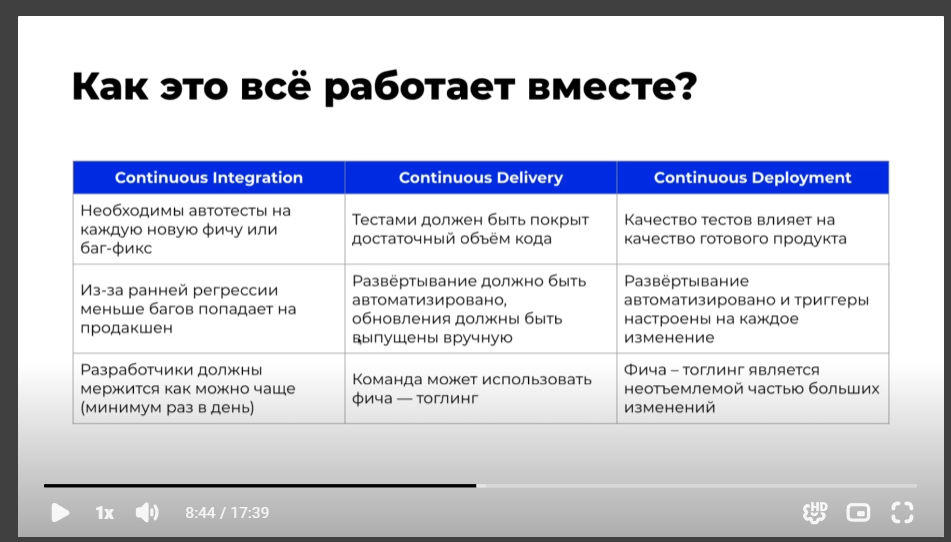 Как это всё работает вместе?
Continuous Integration
Continuous Delivery
Continuous Deployment
Необходимы автотесты на
каждую новую фичу или
баг-фикс
Тестами должен быть покрыт
достаточный объём кода
Качество тестов влияет на
качество готового продукта
Из-за ранней регрессии
меньше багов попадает на
продакшен
Развёртывание должно быть
автоматизировано,
обновления должны быть
выпущены вручную
Развёртывание
автоматизировано и триггеры
настроены на каждое
изменение
Разработчики должны
мержится как можно чаще
(минимум раз в день)
Команда может использовать
фича — тоглинг
Фича – тоглинг является
неотъемлемой частью больших
изменений
1x
8:44 / 17:39
HD